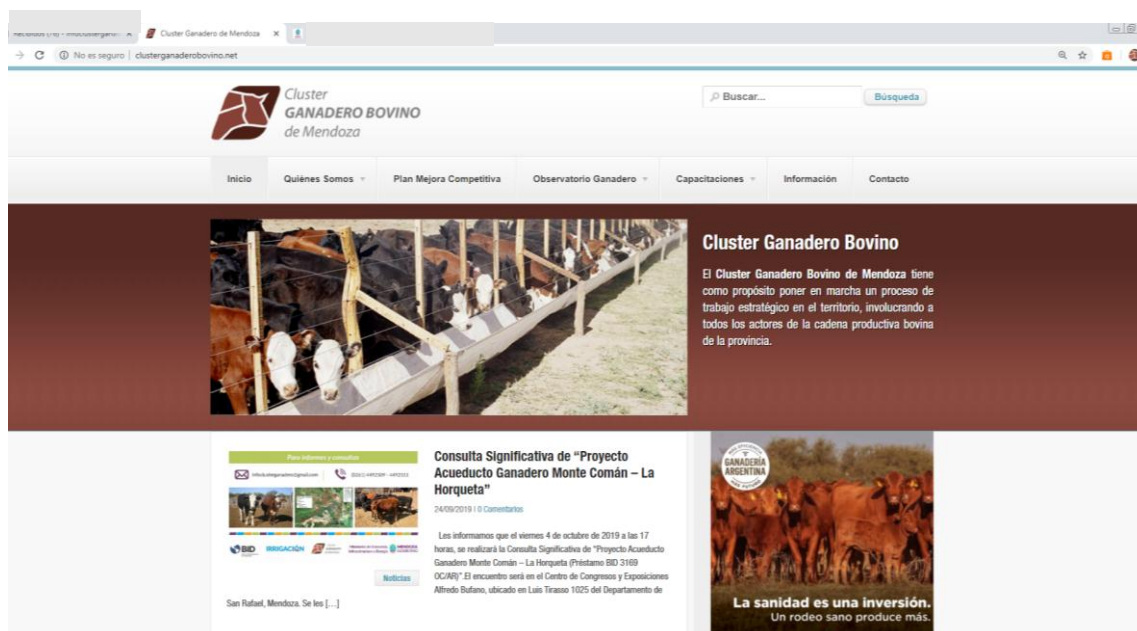 Cluster Ganadero de Mendoza
No es seguro | clusterganaderobovino.net
Cluster
GANADERO BOVINO
de Mendoza
Buscar...
Búsqueda
Inicio
Quiénes Somos
Plan Mejora Competitiva
Observatorio Ganadero
Capacitaciones
Información
Contacto
Cluster Ganadero Bovino
El Cluster Ganadero Bovino de Mendoza tiene
como propósito poner en marcha un proceso de
trabajo estratégico en el territorio, involucrando a
todos los actores de la cadena productiva bovina
de la provincia.
Para informes y consultas
BID
IRRIGACIÓN
Noticias
Consulta Significativa de “Proyecto
Acueducto Ganadero Monte Comán – La
Horqueta”
24/09/2019 | 0 Comentarios
Les informamos que el viernes 4 de octubre de 2019 a las 17
horas, se realizará la Consulta Significativa de “Proyecto Acueducto
Ganadero Monte Comán – La Horqueta (Préstamo BID 3169
OC/AR)”.El encuentro será en el Centro de Congresos y Exposiciones
Alfredo Bufano, ubicado en Luis Tirasso 1025 del Departamento de
San Rafael, Mendoza. Se les […]
GANADERÍA
ARGENTINA
La sanidad es una inversión.
Un rodeo sano produce más.